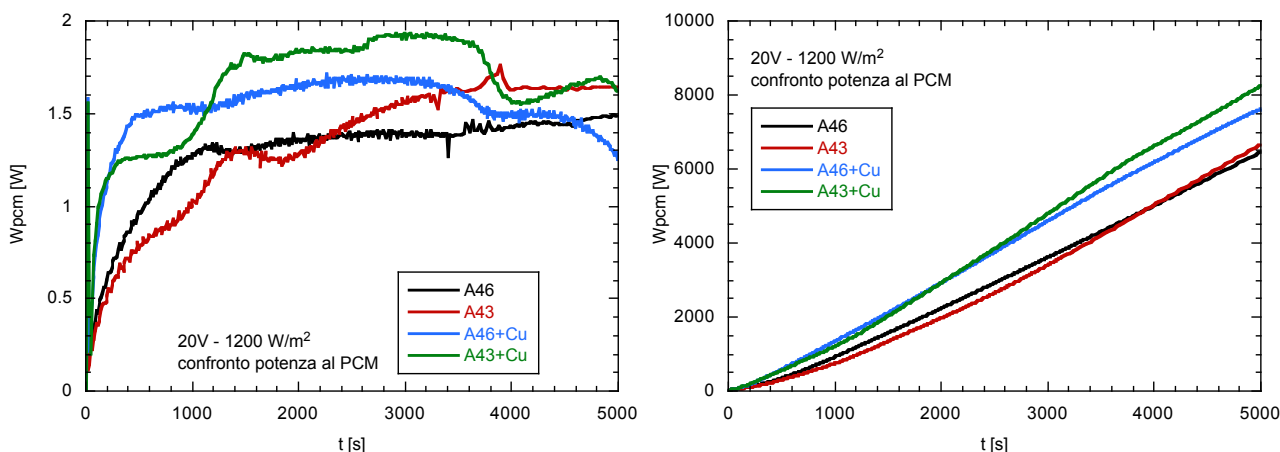 2
1.5
1
0.5
0
Wpcm [W]
0
1000
2000
3000
4000
5000
t [s]
A46
A43
A46+Cu
A43+Cu
20V - 1200 W/m²
confronto potenza al PCM
10000
8000
6000
4000
2000
0
Wpcm [W]
20V - 1200 W/m²
confronto potenza al PCM
A46
A43
A46+Cu
A43+Cu
0
1000
2000
3000
4000
5000
t [s]